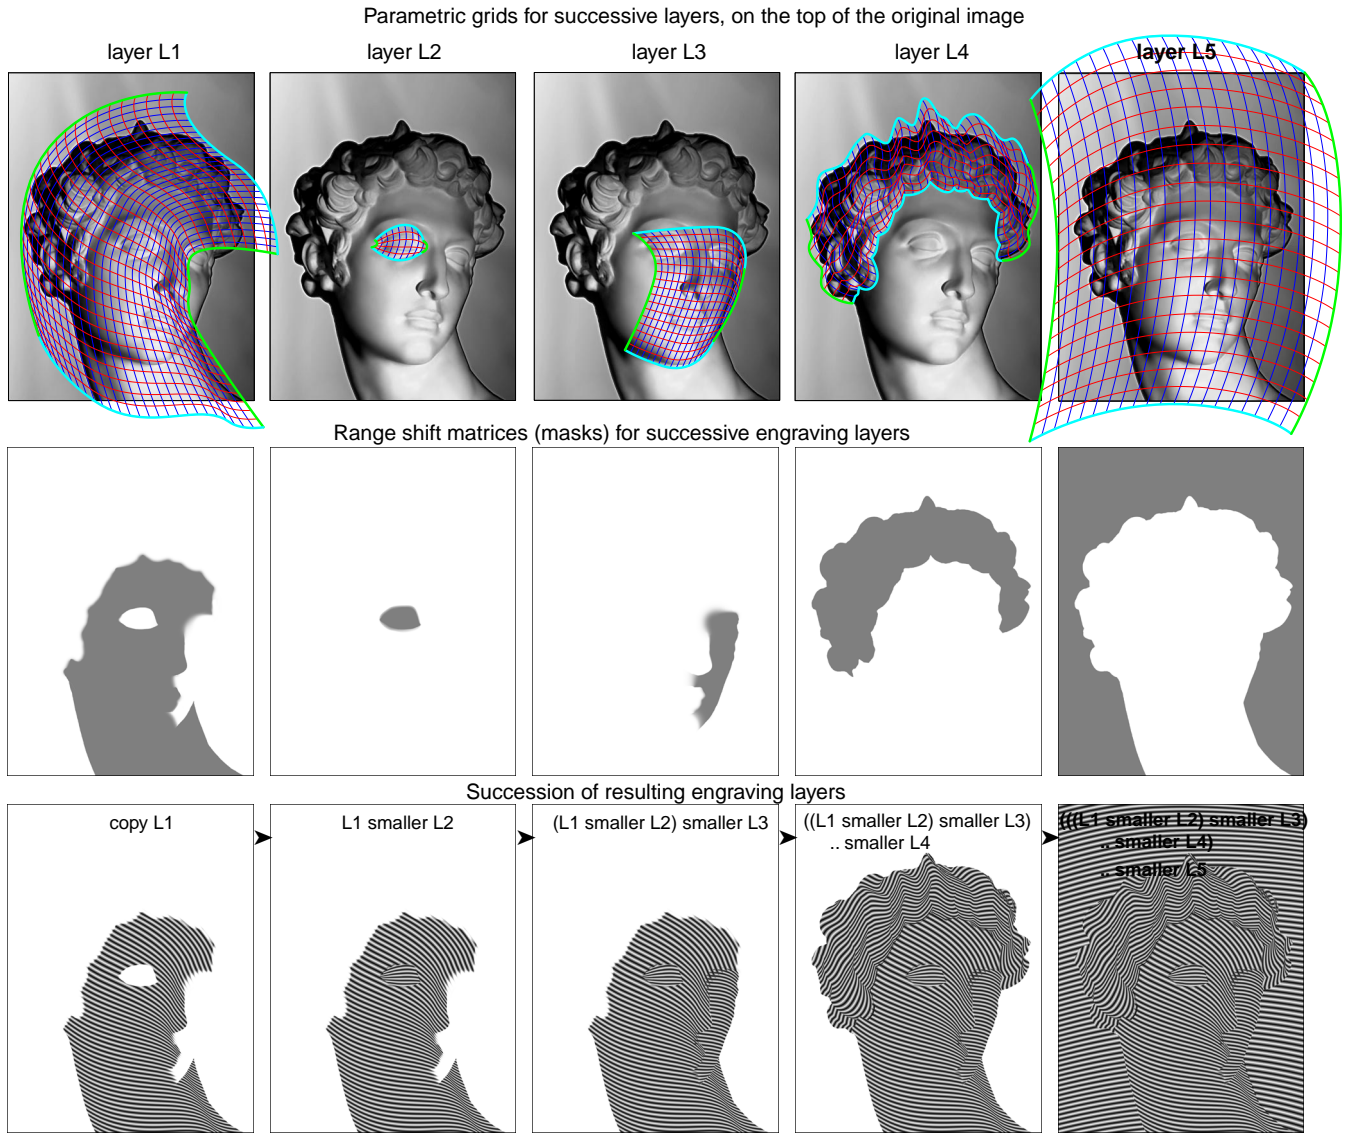 Parametric grids for successive layers, on the top of the original image
layer L1
layer L2
layer L3
layer L4
layer L5
Range shift matrices (masks) for successive engraving layers
Succession of resulting engraving layers
copy L1
L1 smaller L2
(L1 smaller L2) smaller L3
((L1 smaller L2) smaller L3)
.. smaller L4
(((L1 smaller L2) smaller L3)
.. smaller L4)
.. smaller L5